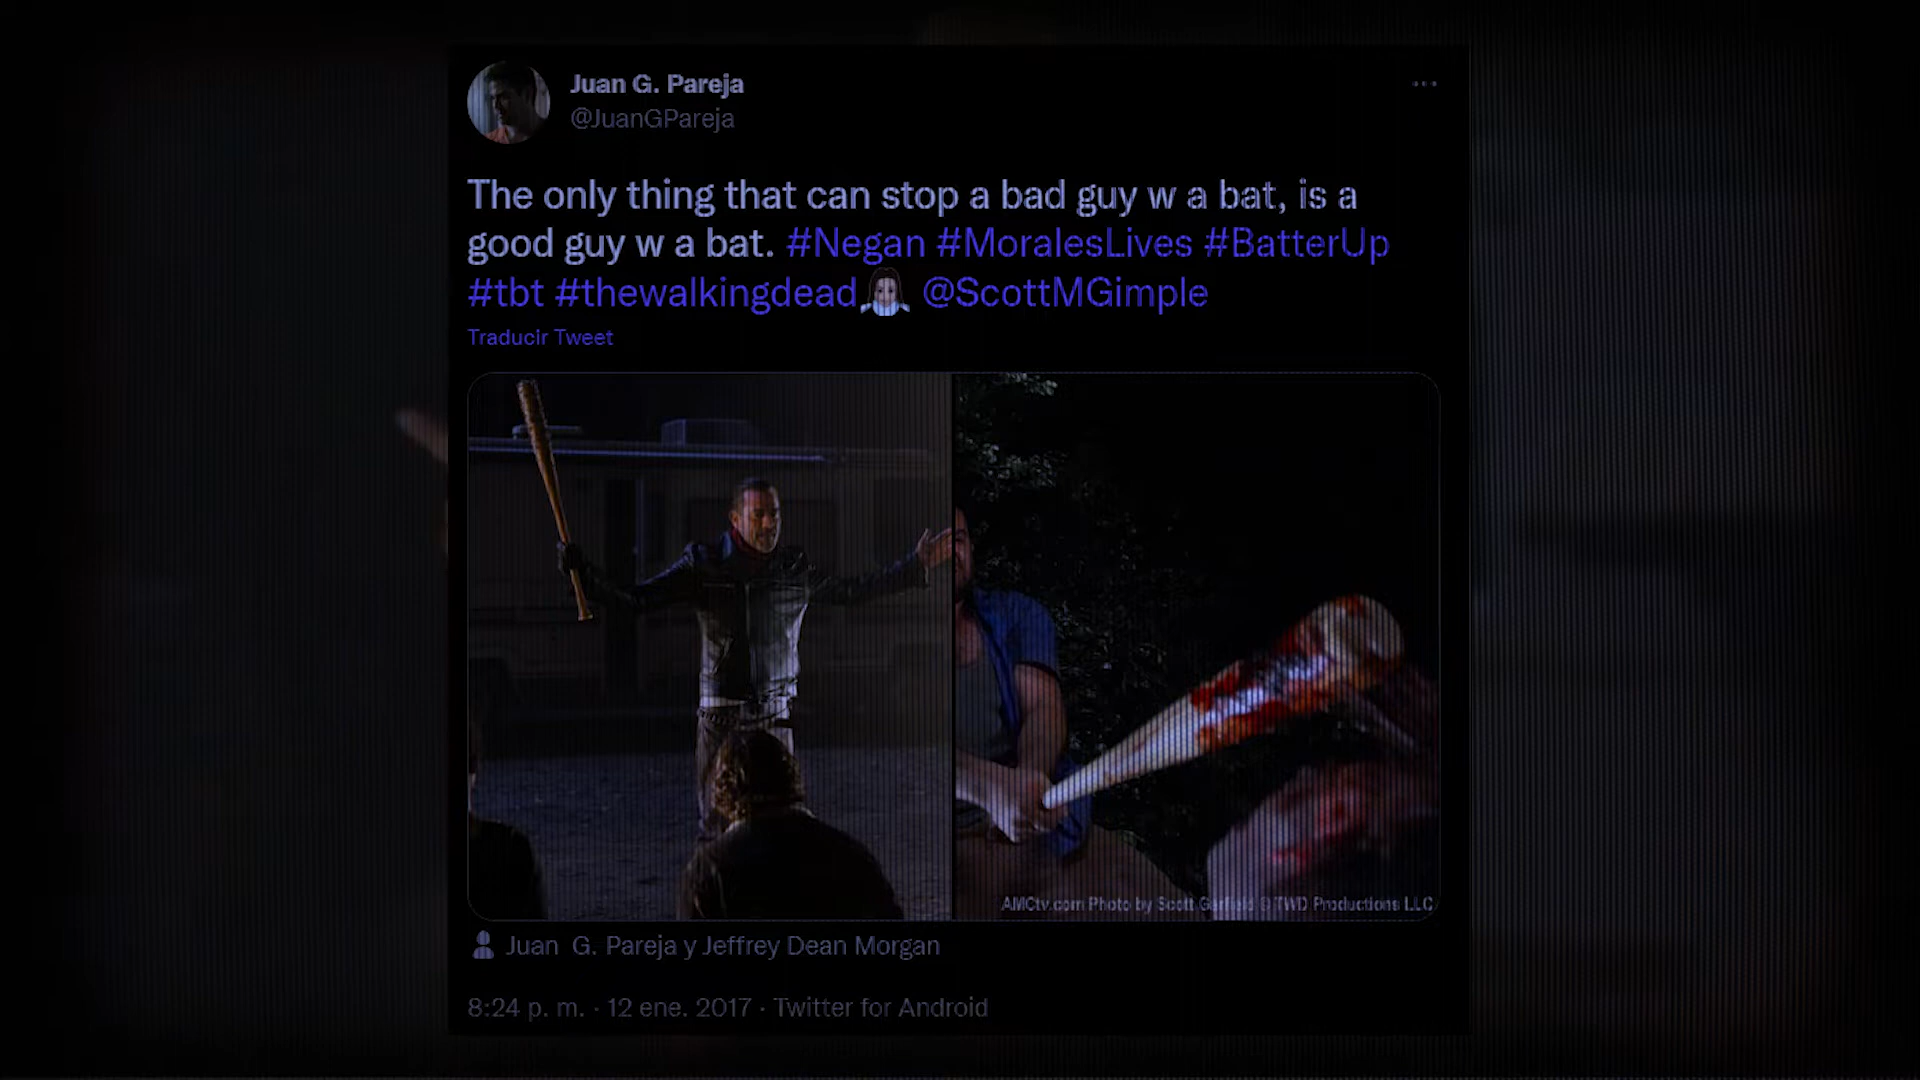 Juan G. Pareja
@JuanGPareja
The only thing that can stop a bad guy w a bat, is a
good guy w a bat. #Negan #MoralesLives #BatterUp
#tbt #thewalkingdead @ScottMGimple
Traducir Tweet
AMCtv.com Photo by Scott Garfield © TWD Productions LLC
Juan G. Pareja y Jeffrey Dean Morgan
8:24 p. m. · 12 ene. 2017 · Twitter for Android